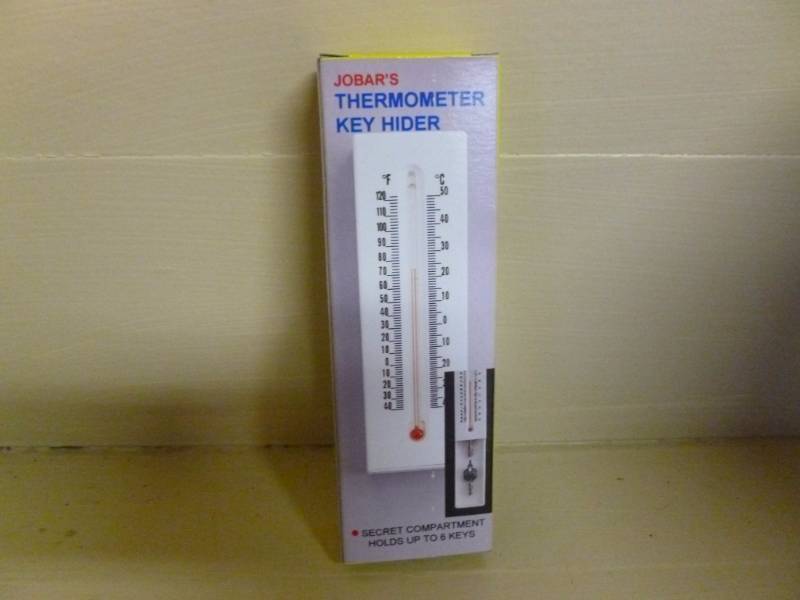 JOBAR'S
THERMOMETER
KEY HIDER
°F °C
120 50
110 40
100
90 30
80
70 20
60
50 10
40
30 0
20
10 10
0
10 20
20
30
40
• SECRET COMPARTMENT
HOLDS UP TO 6 KEYS